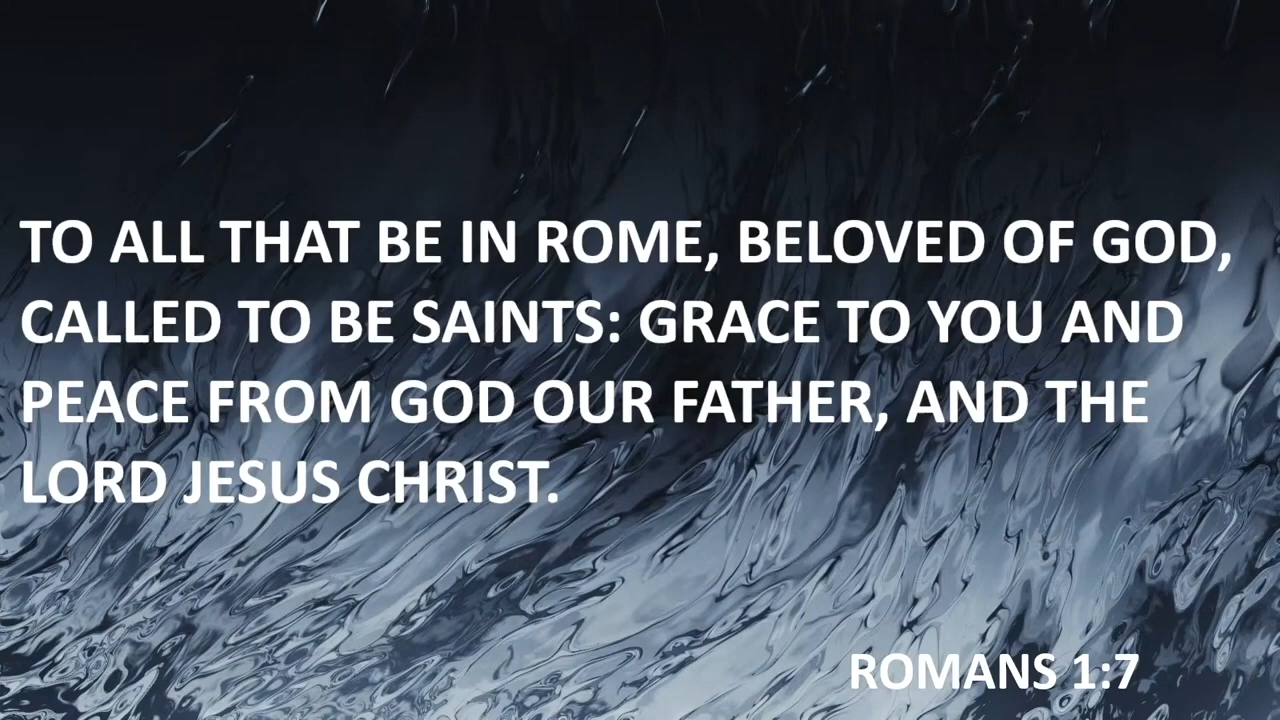 TO ALL THAT BE IN ROME, BELOVED OF GOD,
CALLED TO BE SAINTS: GRACE TO YOU AND
PEACE FROM GOD OUR FATHER, AND THE
LORD JESUS CHRIST.
ROMANS 1:7